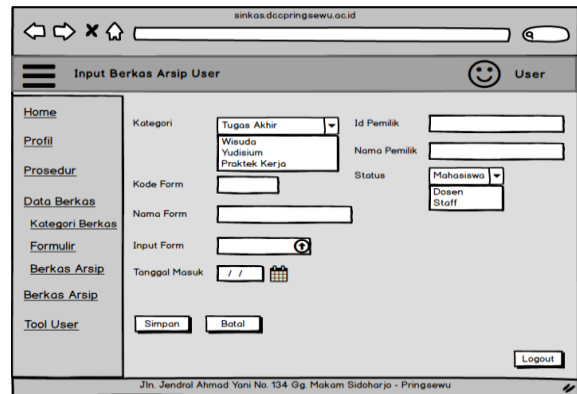 sinkas.dccpringsewu.ac.id
Input Berkas Arsip User
User
Home
Profil
Prosedur
Data Berkas
Kategori Berkas
Formulir
Berkas Arsip
Berkas Arsip
Tool User
Kategori
Tugas Akhir
Wisuda
Yudisium
Praktek Kerja
Kode Form
Nama Form
Input Form
Tanggal Masuk
/ /
Id Pemilik
Nama Pemilik
Status
Mahasiswa
Dosen
Staff
Simpan
Batal
Logout
Jln. Jendral Ahmad Yani No. 134 Gg. Makam Sidoharjo - Pringsewu